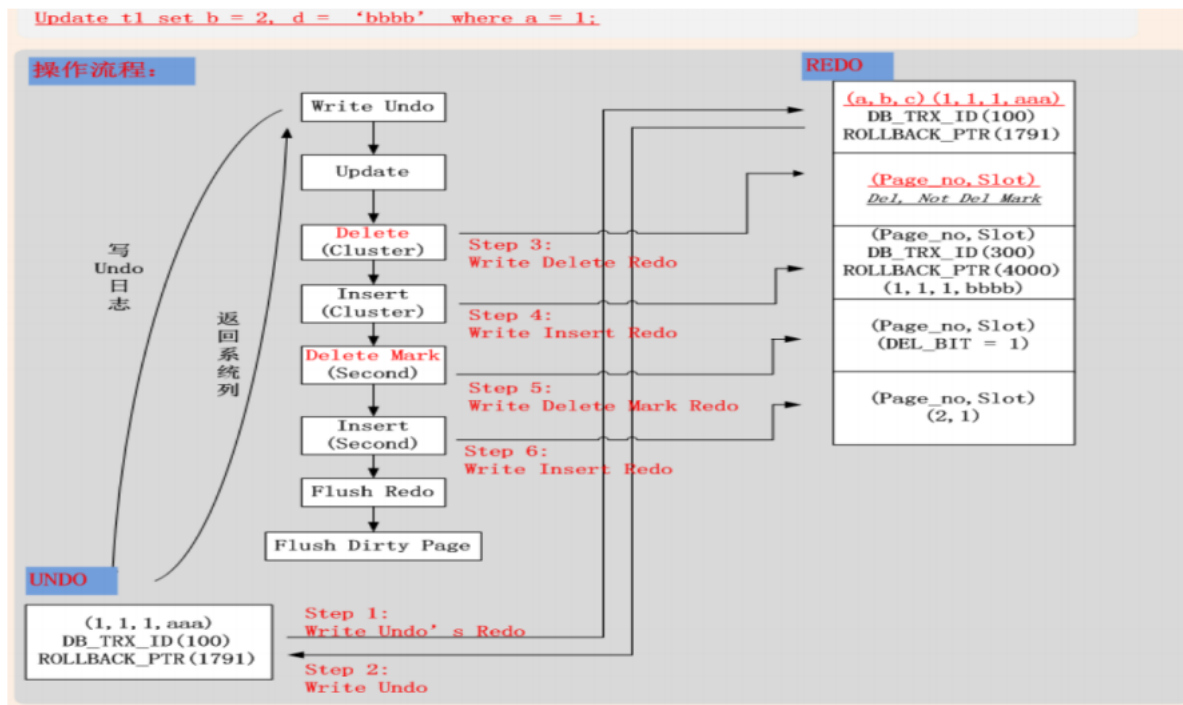 Update t1 set b = 2, d = ‘bbbb’ where a = 1;
操作流程:
REDO
Write Undo
Update
Delete
(Cluster)
Insert
(Cluster)
Delete Mark
(Second)
Insert
(Second)
Flush Redo
Flush Dirty Page
写
Undo
日
志
返
回
系
统
列
Step 3:
Write Delete Redo
Step 4:
Write Insert Redo
Step 5:
Write Delete Mark Redo
Step 6:
Write Insert Redo
(a,b,c)(1,1,1,aaa)
DB_TRX_ID(100)
ROLLBACK_PTR(1791)
(Page_no,Slot)
Del, Not Del Mark
(Page_no,Slot)
DB_TRX_ID(300)
ROLLBACK_PTR(4000)
(1,1,1,bbbb)
(Page_no,Slot)
(DEL_BIT = 1)
(Page_no,Slot)
(2,1)
UNDO
(1,1,1,aaa)
DB_TRX_ID(100)
ROLLBACK_PTR(1791)
Step 1:
Write Undo’s Redo
Step 2:
Write Undo